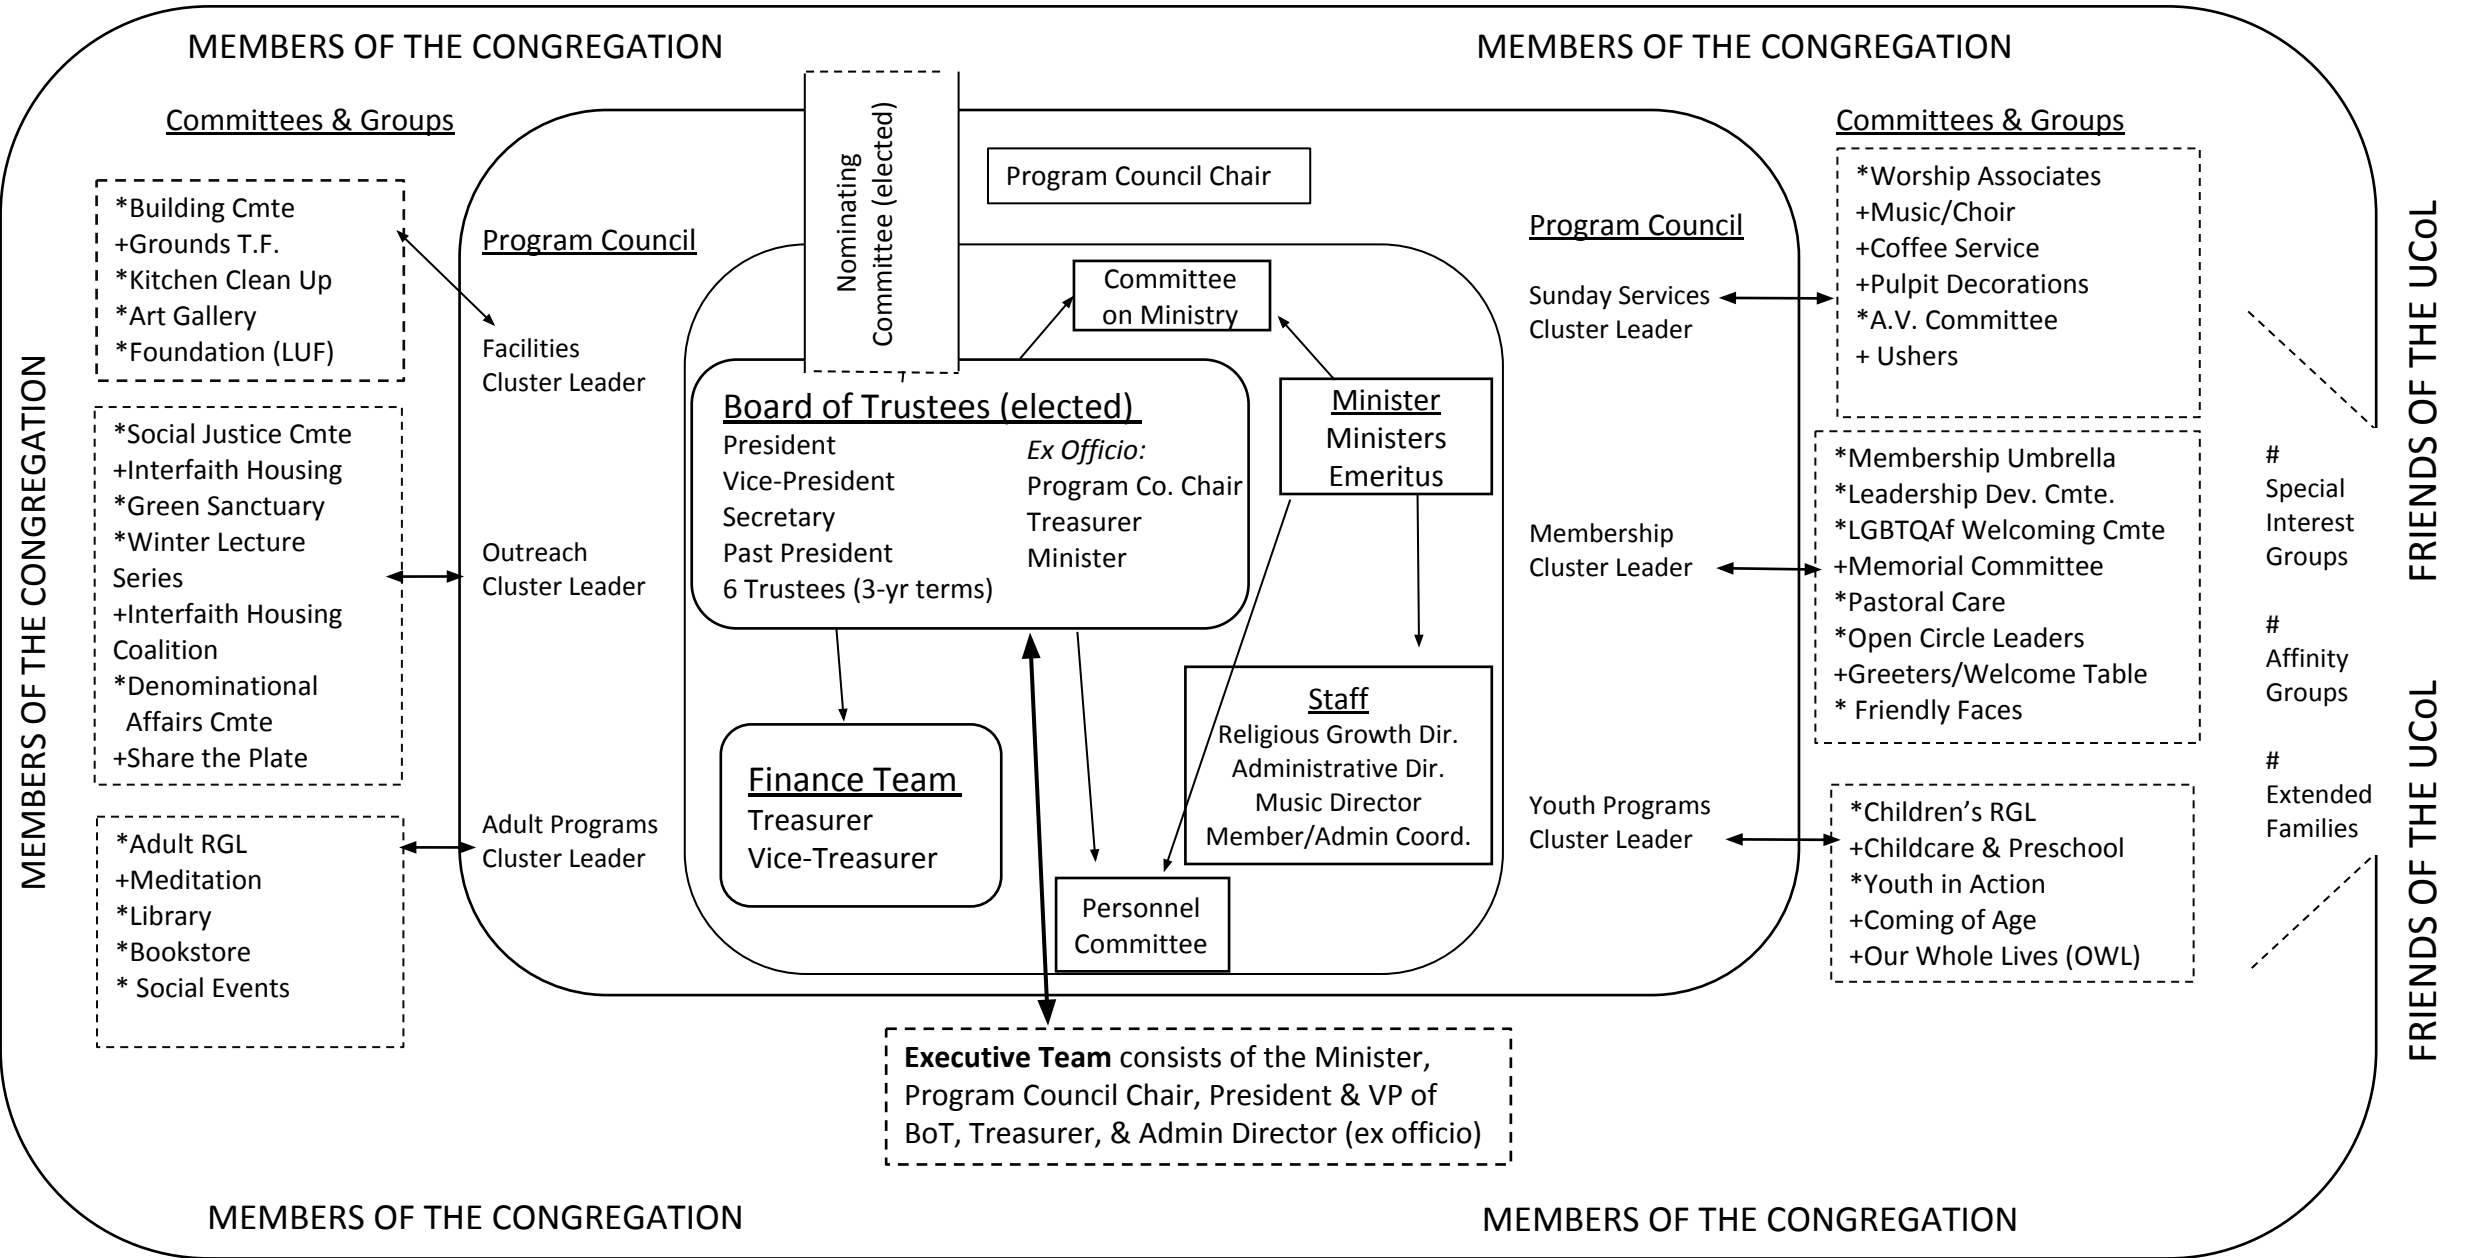 MEMBERS OF THE CONGREGATION
MEMBERS OF THE CONGREGATION
MEMBERS OF THE CONGREGATION
Committees & Groups
*Building Cmte
+Grounds T.F.
*Kitchen Clean Up
*Art Gallery
*Foundation (LUF)
*Social Justice Cmte
+Interfaith Housing
*Green Sanctuary
*Winter Lecture
Series
+Interfaith Housing
Coalition
*Denominational
Affairs Cmte
+Share the Plate
*Adult RGL
+Meditation
*Library
*Bookstore
* Social Events
Program Council
Facilities
Cluster Leader
Outreach
Cluster Leader
Adult Programs
Cluster Leader
Nominating
Committee (elected)
Program Council Chair
Committee
on Ministry
Board of Trustees (elected)
President
Vice-President
Secretary
Past President
6 Trustees (3-yr terms)
Ex Officio:
Program Co. Chair
Treasurer
Minister
Minister
Ministers
Emeritus
Finance Team
Treasurer
Vice-Treasurer
Staff
Religious Growth Dir.
Administrative Dir.
Music Director
Member/Admin Coord.
Personnel
Committee
Executive Team consists of the Minister,
Program Council Chair, President & VP of
BoT, Treasurer, & Admin Director (ex officio)
Program Council
Sunday Services
Cluster Leader
Membership
Cluster Leader
Youth Programs
Cluster Leader
Committees & Groups
*Worship Associates
+Music/Choir
+Coffee Service
+Pulpit Decorations
*A.V. Committee
+ Ushers
*Membership Umbrella
*Leadership Dev. Cmte.
*LGBTQAf Welcoming Cmte
+Memorial Committee
*Pastoral Care
*Open Circle Leaders
+Greeters/Welcome Table
* Friendly Faces
*Children’s RGL
+Childcare & Preschool
*Youth in Action
+Coming of Age
+Our Whole Lives (OWL)
#
Special
Interest
Groups
#
Affinity
Groups
#
Extended
Families
FRIENDS OF THE UCoL
FRIENDS OF THE UCoL
MEMBERS OF THE CONGREGATION
MEMBERS OF THE CONGREGATION